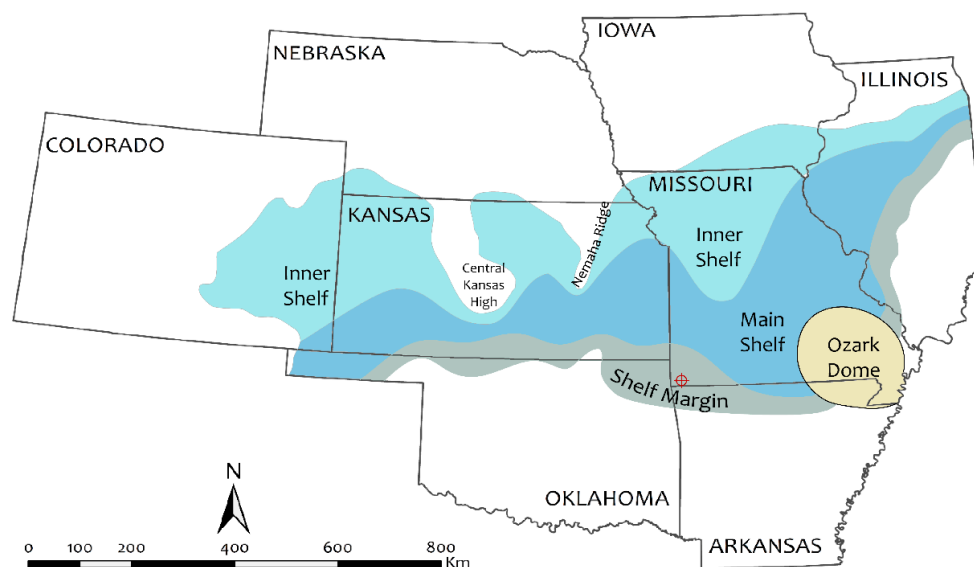 IOWA
NEBRASKA
ILLINOIS
COLORADO
MISSOURI
KANSAS
Nemaha Ridge
Inner
Shelf
Central
Kansas
High
Inner
Shelf
Main
Shelf
Ozark
Dome
Shelf Margin
N
OKLAHOMA
ARKANSAS
0 100 200 400 600 800
Km